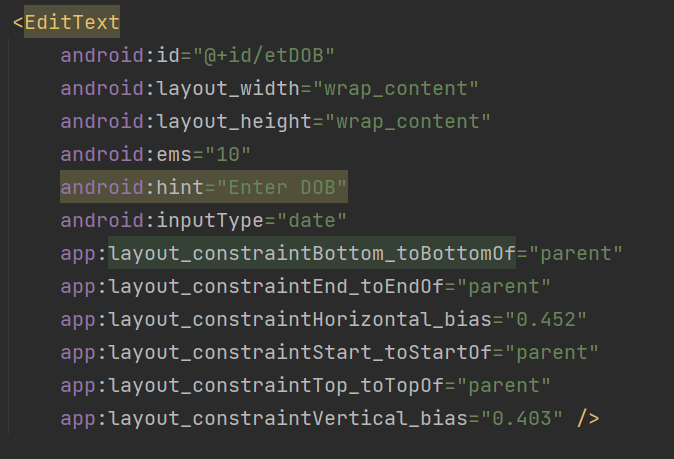 <EditText
android:id="@+id/etDOB"
android:layout_width="wrap_content"
android:layout_height="wrap_content"
android:ems="10"
android:hint="Enter DOB"
android:inputType="date"
app:layout_constraintBottom_toBottomOf="parent"
app:layout_constraintEnd_toEndOf="parent"
app:layout_constraintHorizontal_bias="0.452"
app:layout_constraintStart_toStartOf="parent"
app:layout_constraintTop_toTopOf="parent"
app:layout_constraintVertical_bias="0.403" />